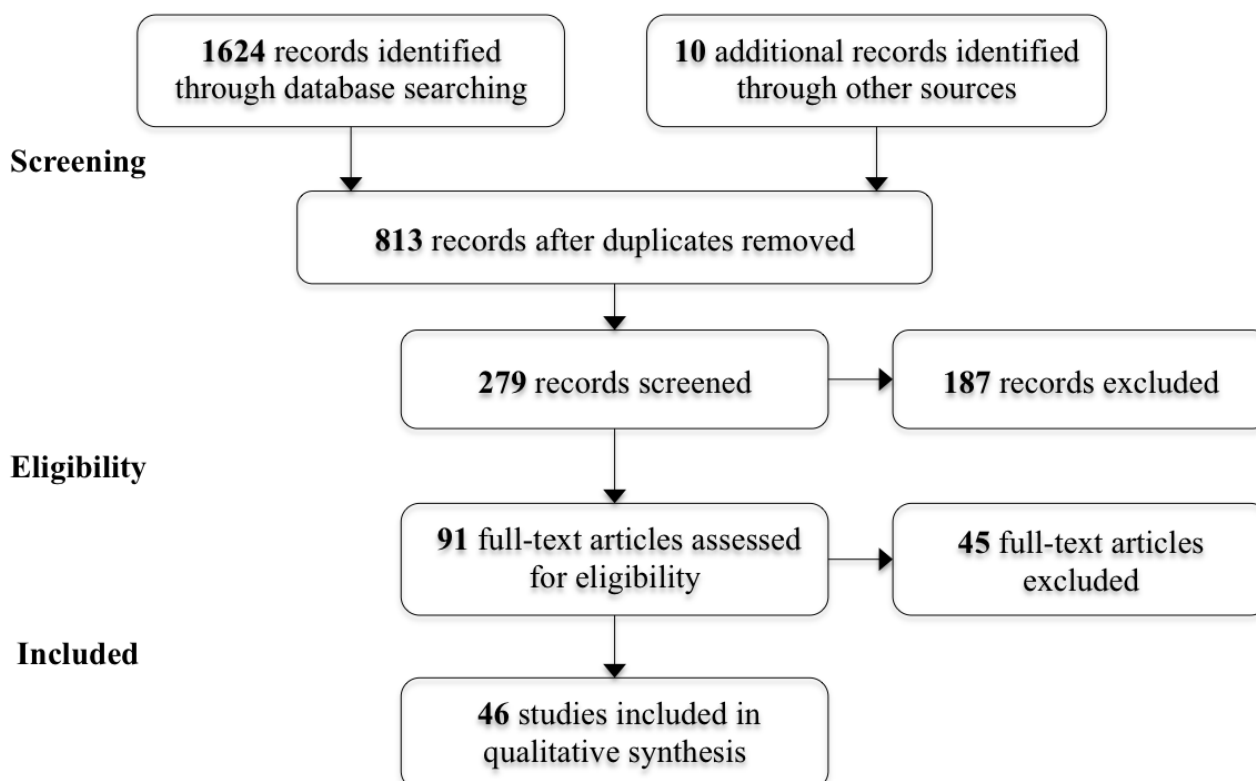 1624 records identified
through database searching
10 additional records identified
through other sources
Screening
813 records after duplicates removed
279 records screened
187 records excluded
Eligibility
91 full-text articles assessed
for eligibility
45 full-text articles
excluded
Included
46 studies included in
qualitative synthesis